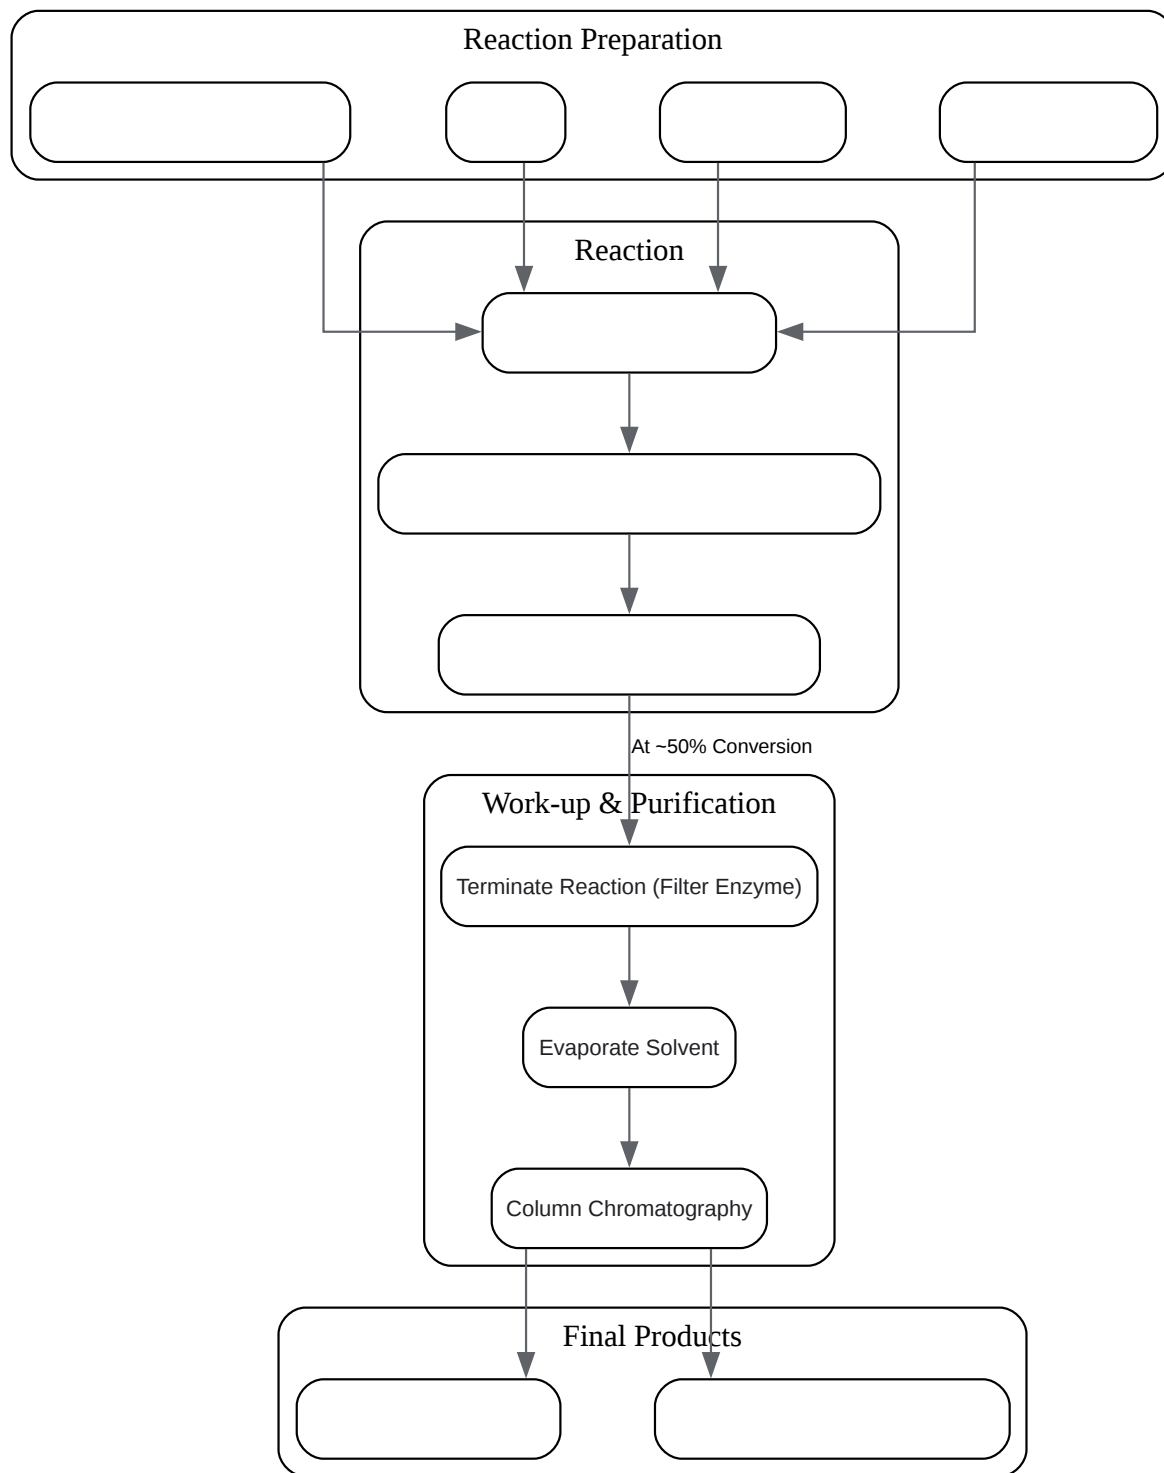 Reaction Preparation
Reaction
At ~50% Conversion
Work-up & Purification
Terminate Reaction (Filter Enzyme)
Evaporate Solvent
Column Chromatography
Final Products